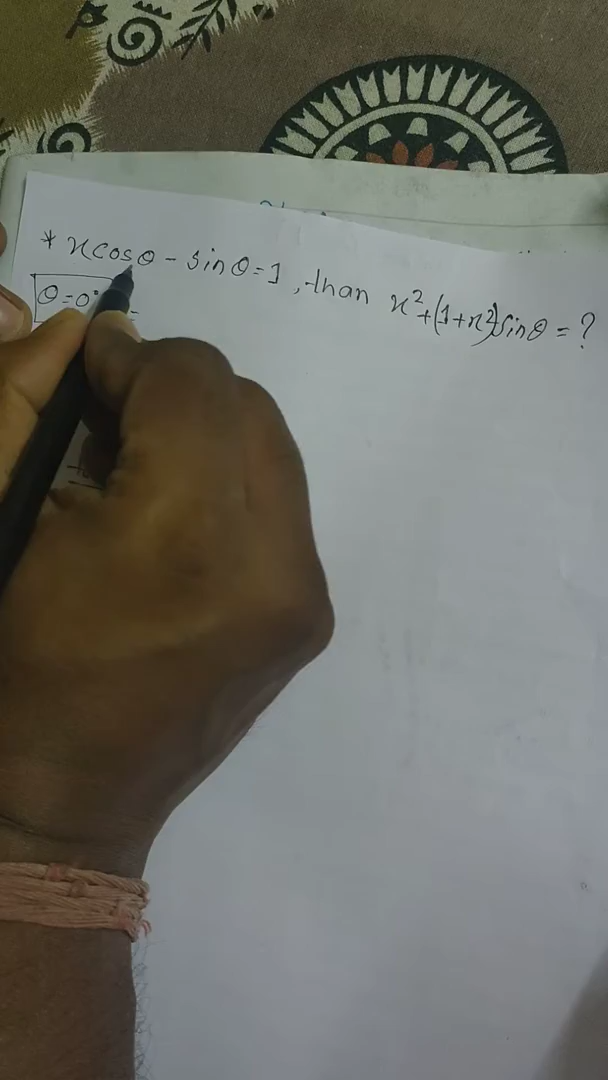 * xcosθ - sinθ=1 , than x²+(1+x²)sinθ = ?
θ=0°